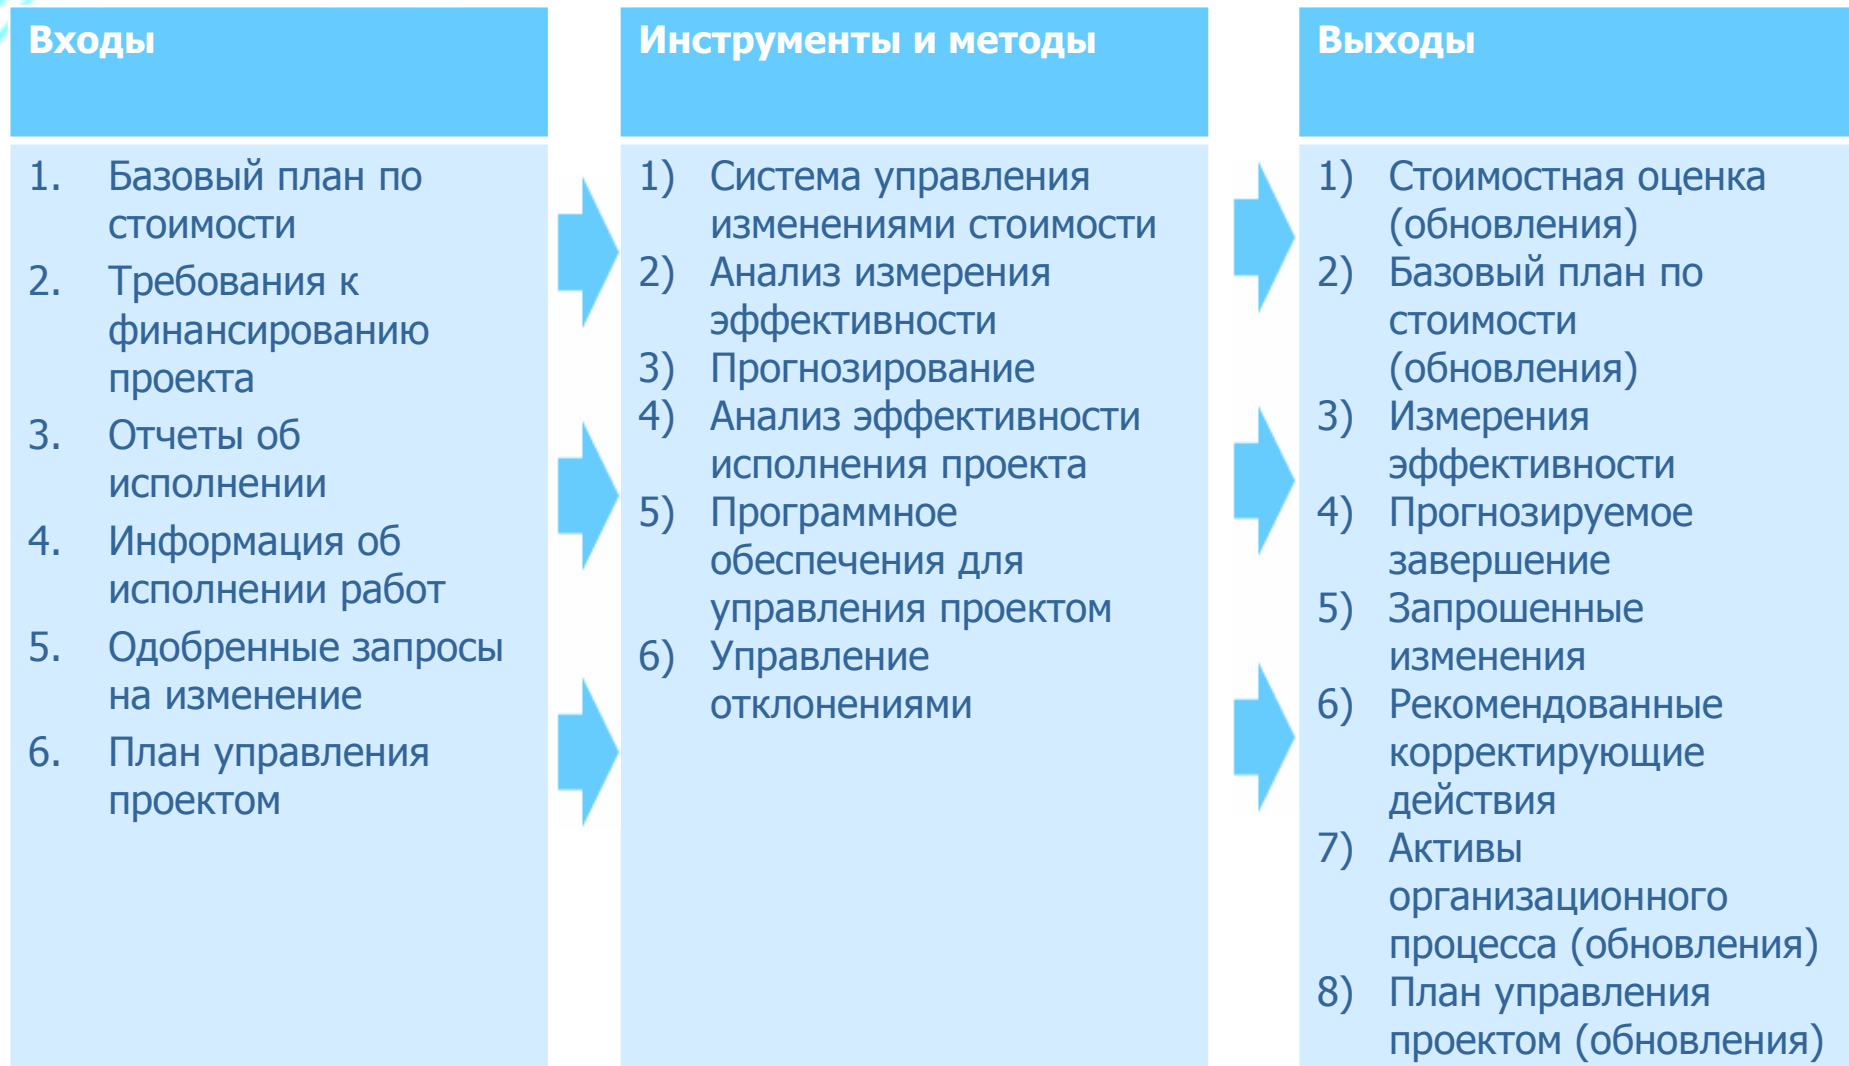 Входы
1. Базовый план по
стоимости
2. Требования к
финансированию
проекта
3. Отчеты об
исполнении
4. Информация об
исполнении работ
5. Одобренные запросы
на изменение
6. План управления
проектом
Инструменты и методы
1) Система управления
изменениями стоимости
2) Анализ измерения
эффективности
3) Прогнозирование
4) Анализ эффективности
исполнения проекта
5) Программное
обеспечения для
управления проектом
6) Управление
отклонениями
Выходы
1) Стоимостная оценка
(обновления)
2) Базовый план по
стоимости
(обновления)
3) Измерения
эффективности
4) Прогнозируемое
завершение
5) Запрошенные
изменения
6) Рекомендованные
корректирующие
действия
7) Активы
организационного
процесса (обновления)
8) План управления
проектом (обновления)